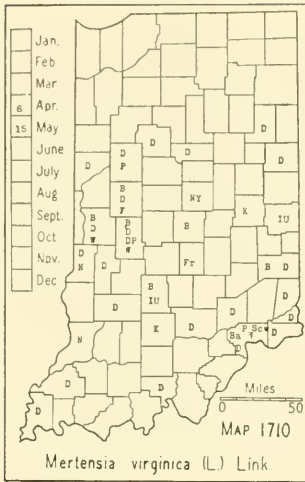 Jan.
Feb
Mar
6 Apr.
15 May
June
July
Aug
Sept.
Oct
Nov.
Dec
D
D
D
D
D
D
P
D
B
D
F
NY
K
IU
B
D
W
B
D
DP
W
B
D
N
D
Fr
B D
B
IU
D
D
D
K
D
D
N
Ba
P
Sc
D
D
D
D
D
Miles
0 50
MAP 1710
Mertensia virginica (L.) Link